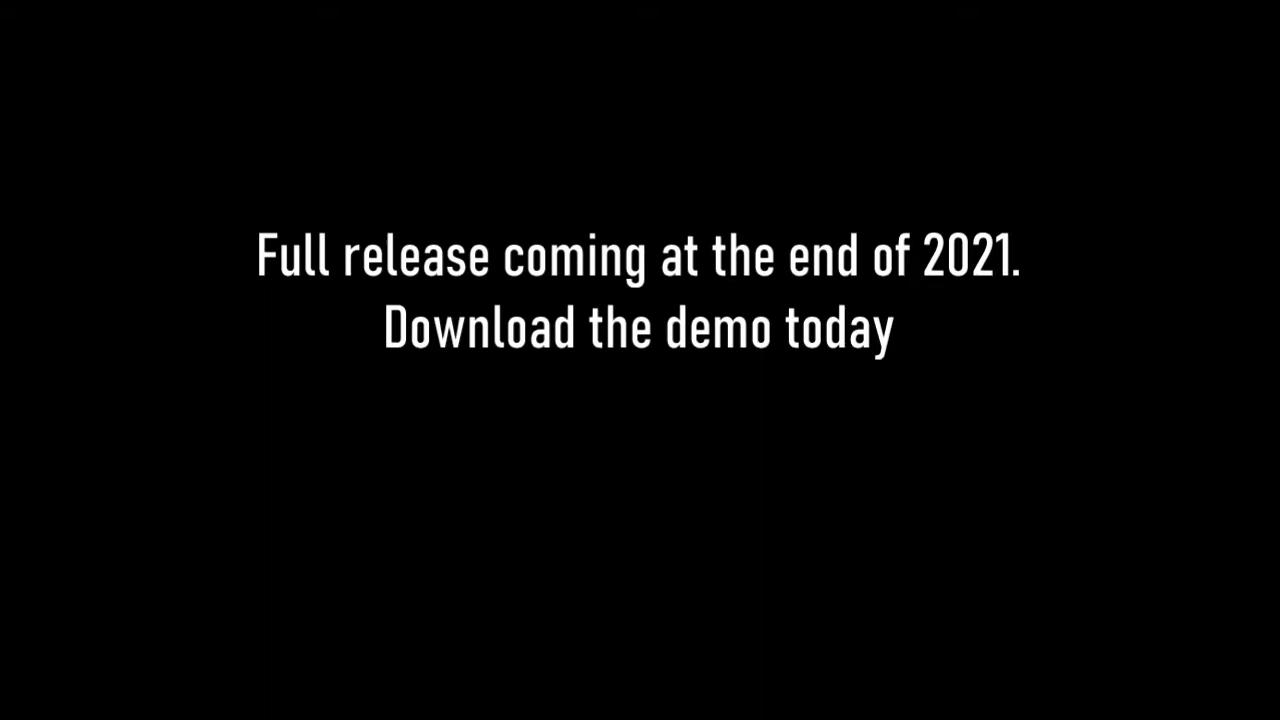 Full release coming at the end of 2021.
Download the demo today